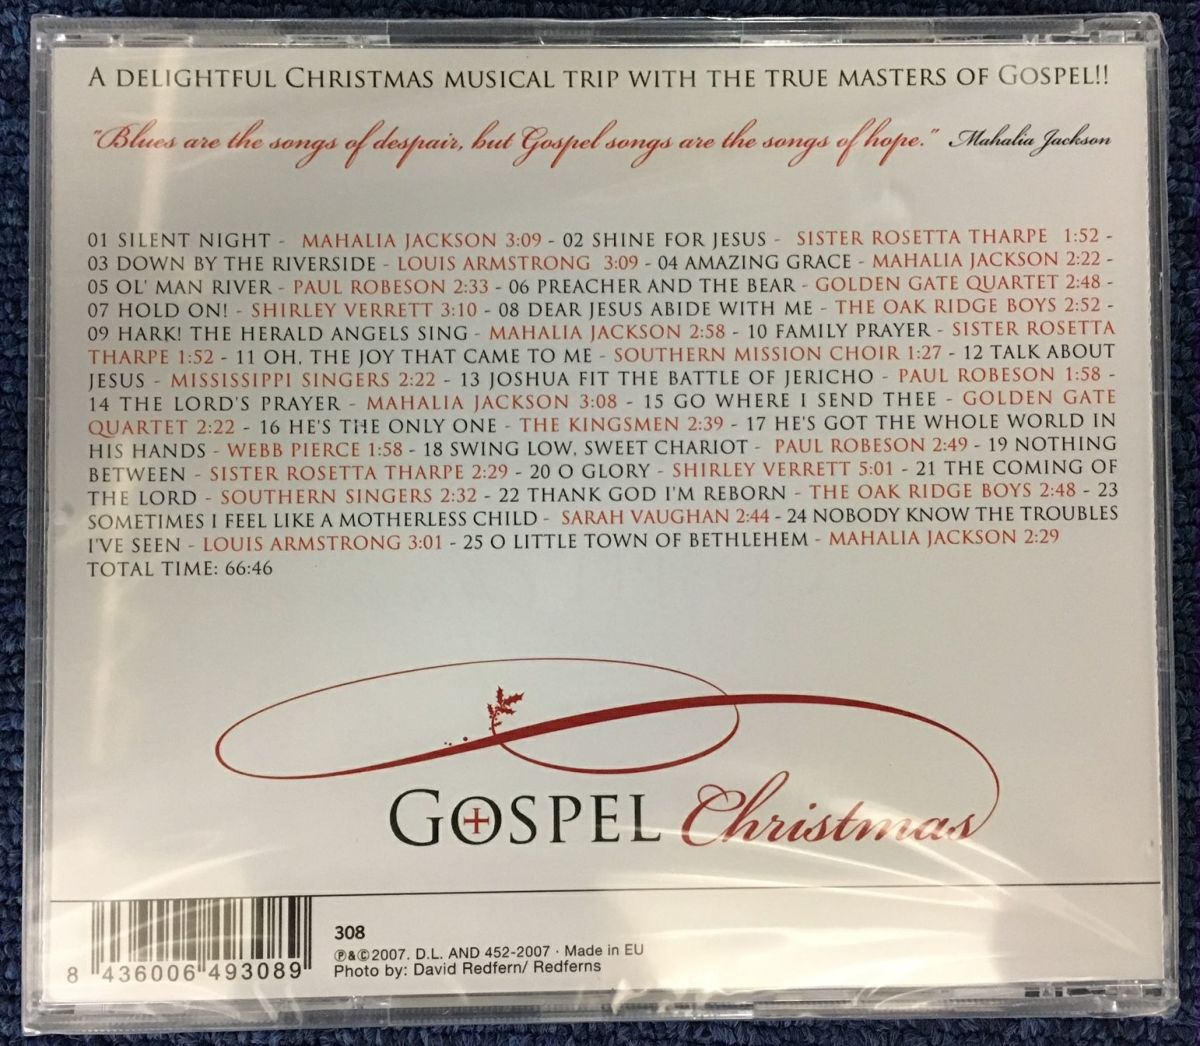 A DELIGHTFUL CHRISTMAS MUSICAL TRIP WITH THE TRUE MASTERS OF GOSPEL!!
"Blues are the songs of despair, but Gospel songs are the songs of hope." Mahalia Jackson
01 SILENT NIGHT - MAHALIA JACKSON 3:09 - 02 SHINE FOR JESUS - SISTER ROSETTA THARPE 1:52 -
03 DOWN BY THE RIVERSIDE - LOUIS ARMSTRONG 3:09 - 04 AMAZING GRACE - MAHALIA JACKSON 2:22 -
05 OL' MAN RIVER - PAUL ROBESON 2:33 - 06 PREACHER AND THE BEAR - GOLDEN GATE QUARTET 2:48 -
07 HOLD ON! - SHIRLEY VERRETT 3:10 - 08 DEAR JESUS ABIDE WITH ME - THE OAK RIDGE BOYS 2:52 -
09 HARK! THE HERALD ANGELS SING - MAHALIA JACKSON 2:58 - 10 FAMILY PRAYER - SISTER ROSETTA
THARPE 1:52 - 11 OH, THE JOY THAT CAME TO ME - SOUTHERN MISSION CHOIR 1:27 - 12 TALK ABOUT
JESUS - MISSISSIPPI SINGERS 2:22 - 13 JOSHUA FIT THE BATTLE OF JERICHO - PAUL ROBESON 1:58 -
14 THE LORD'S PRAYER - MAHALIA JACKSON 3:08 - 15 GO WHERE I SEND THEE - GOLDEN GATE
QUARTET 2:22 - 16 HE'S THE ONLY ONE - THE KINGSMEN 2:39 - 17 HE'S GOT THE WHOLE WORLD IN
HIS HANDS - WEBB PIERCE 1:58 - 18 SWING LOW, SWEET CHARIOT - PAUL ROBESON 2:49 - 19 NOTHING
BETWEEN - SISTER ROSETTA THARPE 2:29 - 20 O GLORY - SHIRLEY VERRETT 5:01 - 21 THE COMING OF
THE LORD - SOUTHERN SINGERS 2:32 - 22 THANK GOD I'M REBORN - THE OAK RIDGE BOYS 2:48 - 23
SOMETIMES I FEEL LIKE A MOTHERLESS CHILD - SARAH VAUGHAN 2:44 - 24 NOBODY KNOW THE TROUBLES
I'VE SEEN - LOUIS ARMSTRONG 3:01 - 25 O LITTLE TOWN OF BETHLEHEM - MAHALIA JACKSON 2:29
TOTAL TIME: 66:46
GOSPEL Christmas
308
℗&©2007. D.L. AND 452-2007 · Made in EU
Photo by: David Redfern/ Redferns
8 436006 493089